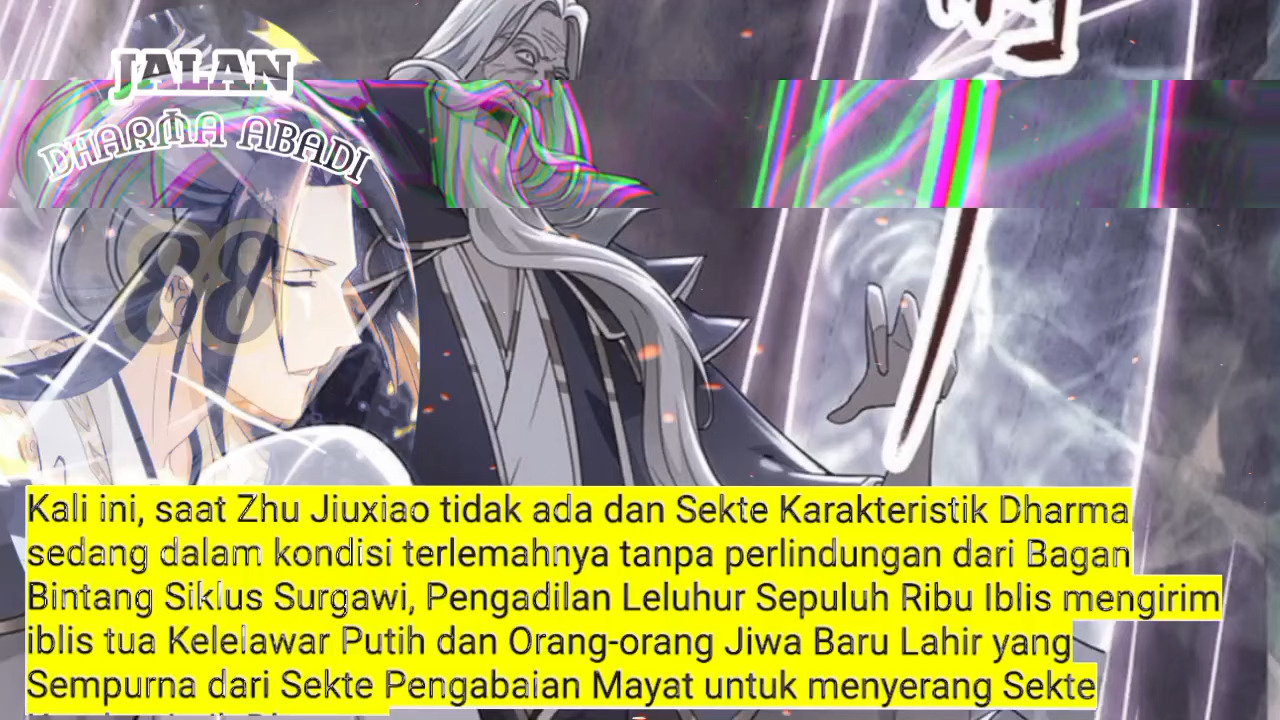 JALAN
DHARMA ABADI
88
Kali ini, saat Zhu Jiuxiao tidak ada dan Sekte Karakteristik Dharma
sedang dalam kondisi terlemahnya tanpa perlindungan dari Bagan
Bintang Siklus Surgawi, Pengadilan Leluhur Sepuluh Ribu Iblis mengirim
iblis tua Kelelawar Putih dan Orang-orang Jiwa Baru Lahir yang
Sempurna dari Sekte Pengabaian Mayat untuk menyerang Sekte